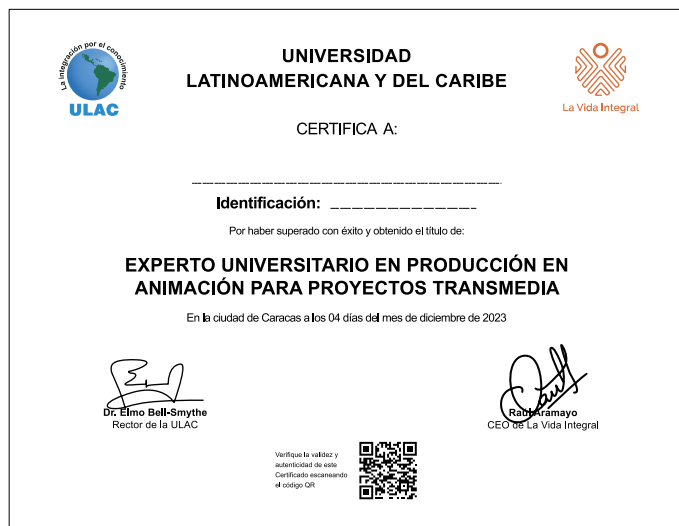 La integración por el conocimiento
ULAC
UNIVERSIDAD
LATINOAMERICANA Y DEL CARIBE
La Vida Integral
CERTIFICA A:
Identificación:
Por haber superado con éxito y obtenido el título de:
EXPERTO UNIVERSITARIO EN PRODUCCIÓN EN
ANIMACIÓN PARA PROYECTOS TRANSMEDIA
En la ciudad de Caracas a los 04 días del mes de diciembre de 2023
Dr. Elmo Bell-Smythe
Rector de la ULAC
Raúl Aramayo
CEO de La Vida Integral
Verifique la validez y
autenticidad de este
Certificado escaneando
el código QR